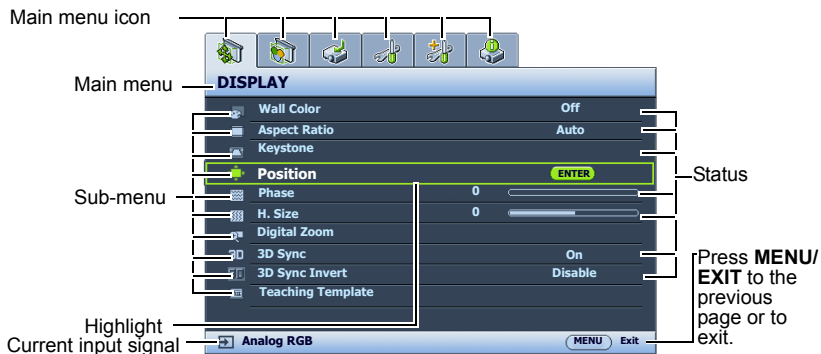 Main menu icon
Main menu
DISPLAY
Wall Color Off
Aspect Ratio Auto
Keystone
Position ENTER
Status
Sub-menu
Phase 0
H. Size 0
Digital Zoom
3D 3D Sync On
3D Sync Invert Disable
Teaching Template
Press MENU/
EXIT to the
previous
page or to
exit.
Highlight
Current input signal
Analog RGB MENU Exit